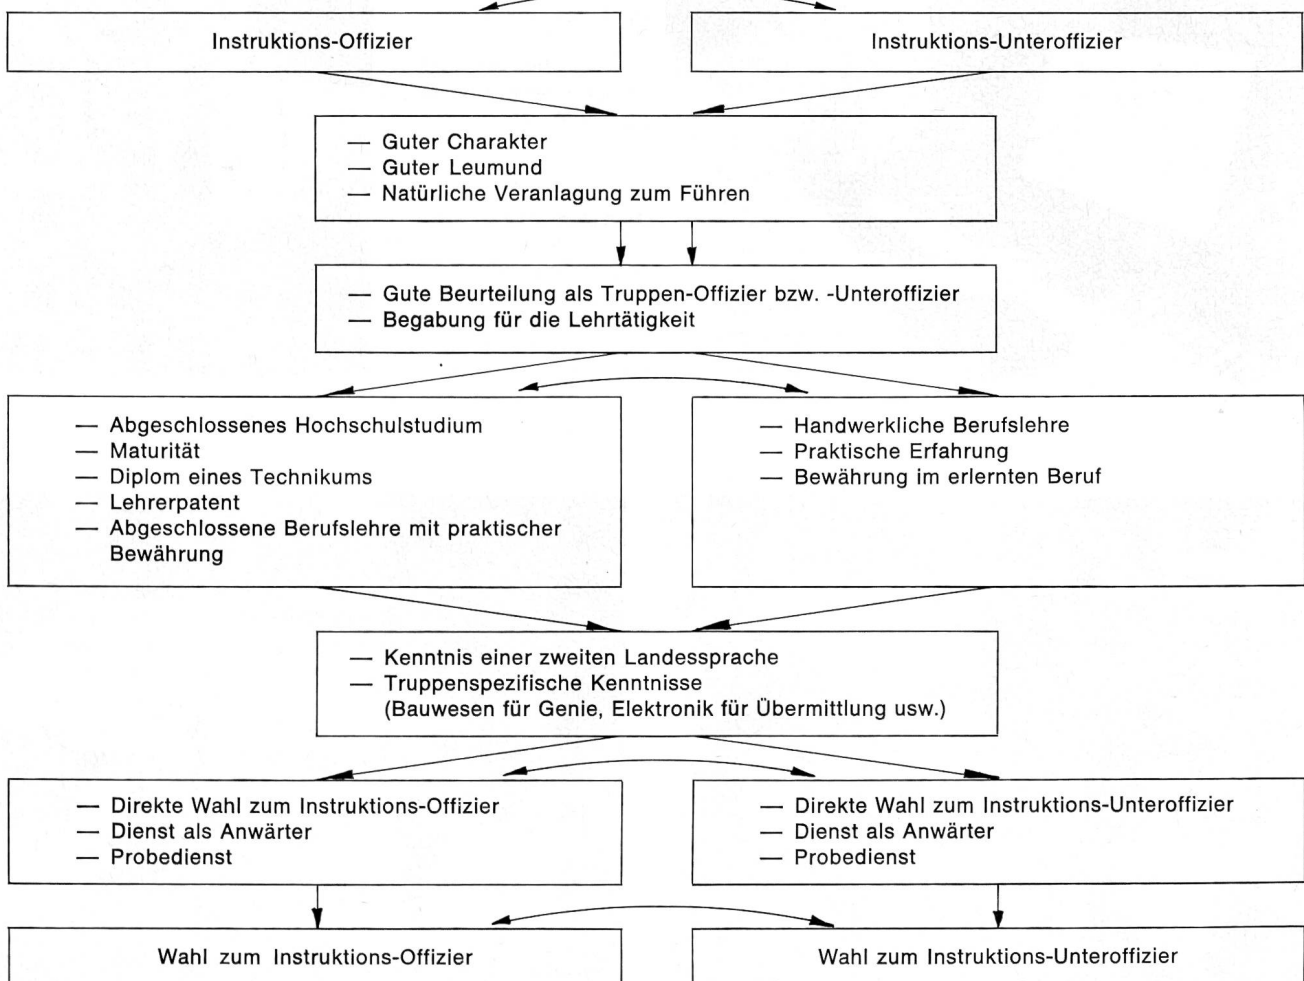 Instruktions-Offizier
Instruktions-Unteroffizier
— Guter Charakter
— Guter Leumund
— Natürliche Veranlagung zum Führen
— Gute Beurteilung als Truppen-Offizier bzw. -Unteroffizier
— Begabung für die Lehrtätigkeit
— Abgeschlossenes Hochschulstudium
— Maturität
— Diplom eines Technikums
— Lehrerpatent
— Abgeschlossene Berufslehre mit praktischer
Bewährung
— Handwerkliche Berufslehre
— Praktische Erfahrung
— Bewährung im erlernten Beruf
— Kenntnis einer zweiten Landessprache
— Truppenspezifische Kenntnisse
(Bauwesen für Genie, Elektronik für Übermittlung usw.)
— Direkte Wahl zum Instruktions-Offizier
— Dienst als Anwärter
— Probedienst
— Direkte Wahl zum Instruktions-Unteroffizier
— Dienst als Anwärter
— Probedienst
Wahl zum Instruktions-Offizier
Wahl zum Instruktions-Unteroffizier